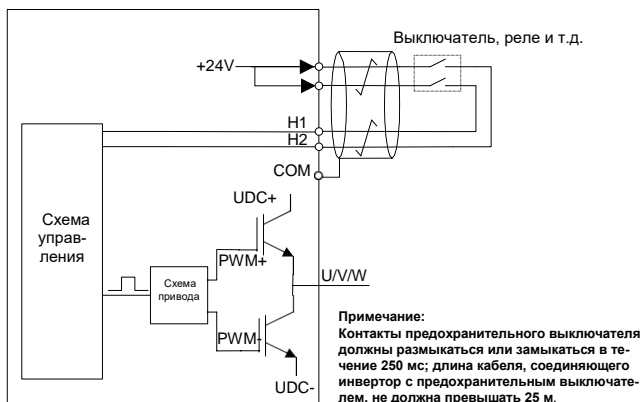 Выключатель, реле и т.д.
+24V
H1
H2
COM
UDC+
Схема
управ-
ления
PWM+
U/V/W
Схема
привода
PWM-
UDC-
Примечание:
Контакты предохранительного выключателя
должны размыкаться или замыкаться в те-
чение 250 мс; длина кабеля, соединяющего
инвертор с предохранительным выключате-
лем, не должна превышать 25 м.